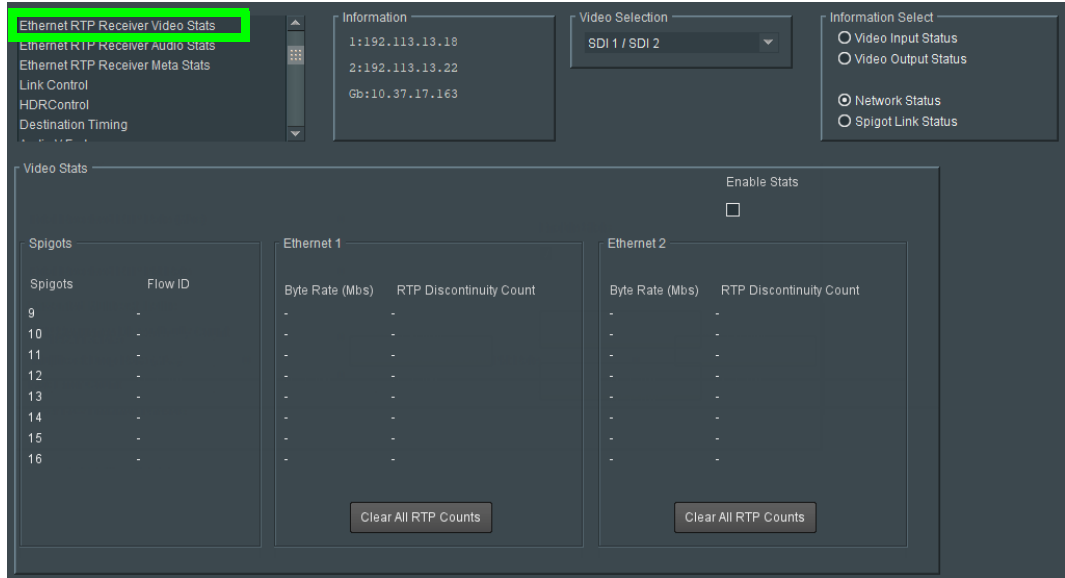 Ethernet RTP Receiver Video Stats
Ethernet RTP Receiver Audio Stats
Ethernet RTP Receiver Meta Stats
Link Control
HDRControl
Destination Timing
Information
1:192.113.13.18
2:192.113.13.22
Gb:10.37.17.163
Video Selection
SDI 1 / SDI 2
Information Select
Video Input Status
Video Output Status
Network Status
Spigot Link Status
Video Stats
Enable Stats
Spigots
Spigots Flow ID
9 -
10 -
11 -
12 -
13 -
14 -
15 -
16 -
Ethernet 1
Byte Rate (Mbs) RTP Discontinuity Count
- -
- -
- -
- -
- -
- -
- -
- -
Clear All RTP Counts
Ethernet 2
Byte Rate (Mbs) RTP Discontinuity Count
- -
- -
- -
- -
- -
- -
- -
- -
Clear All RTP Counts